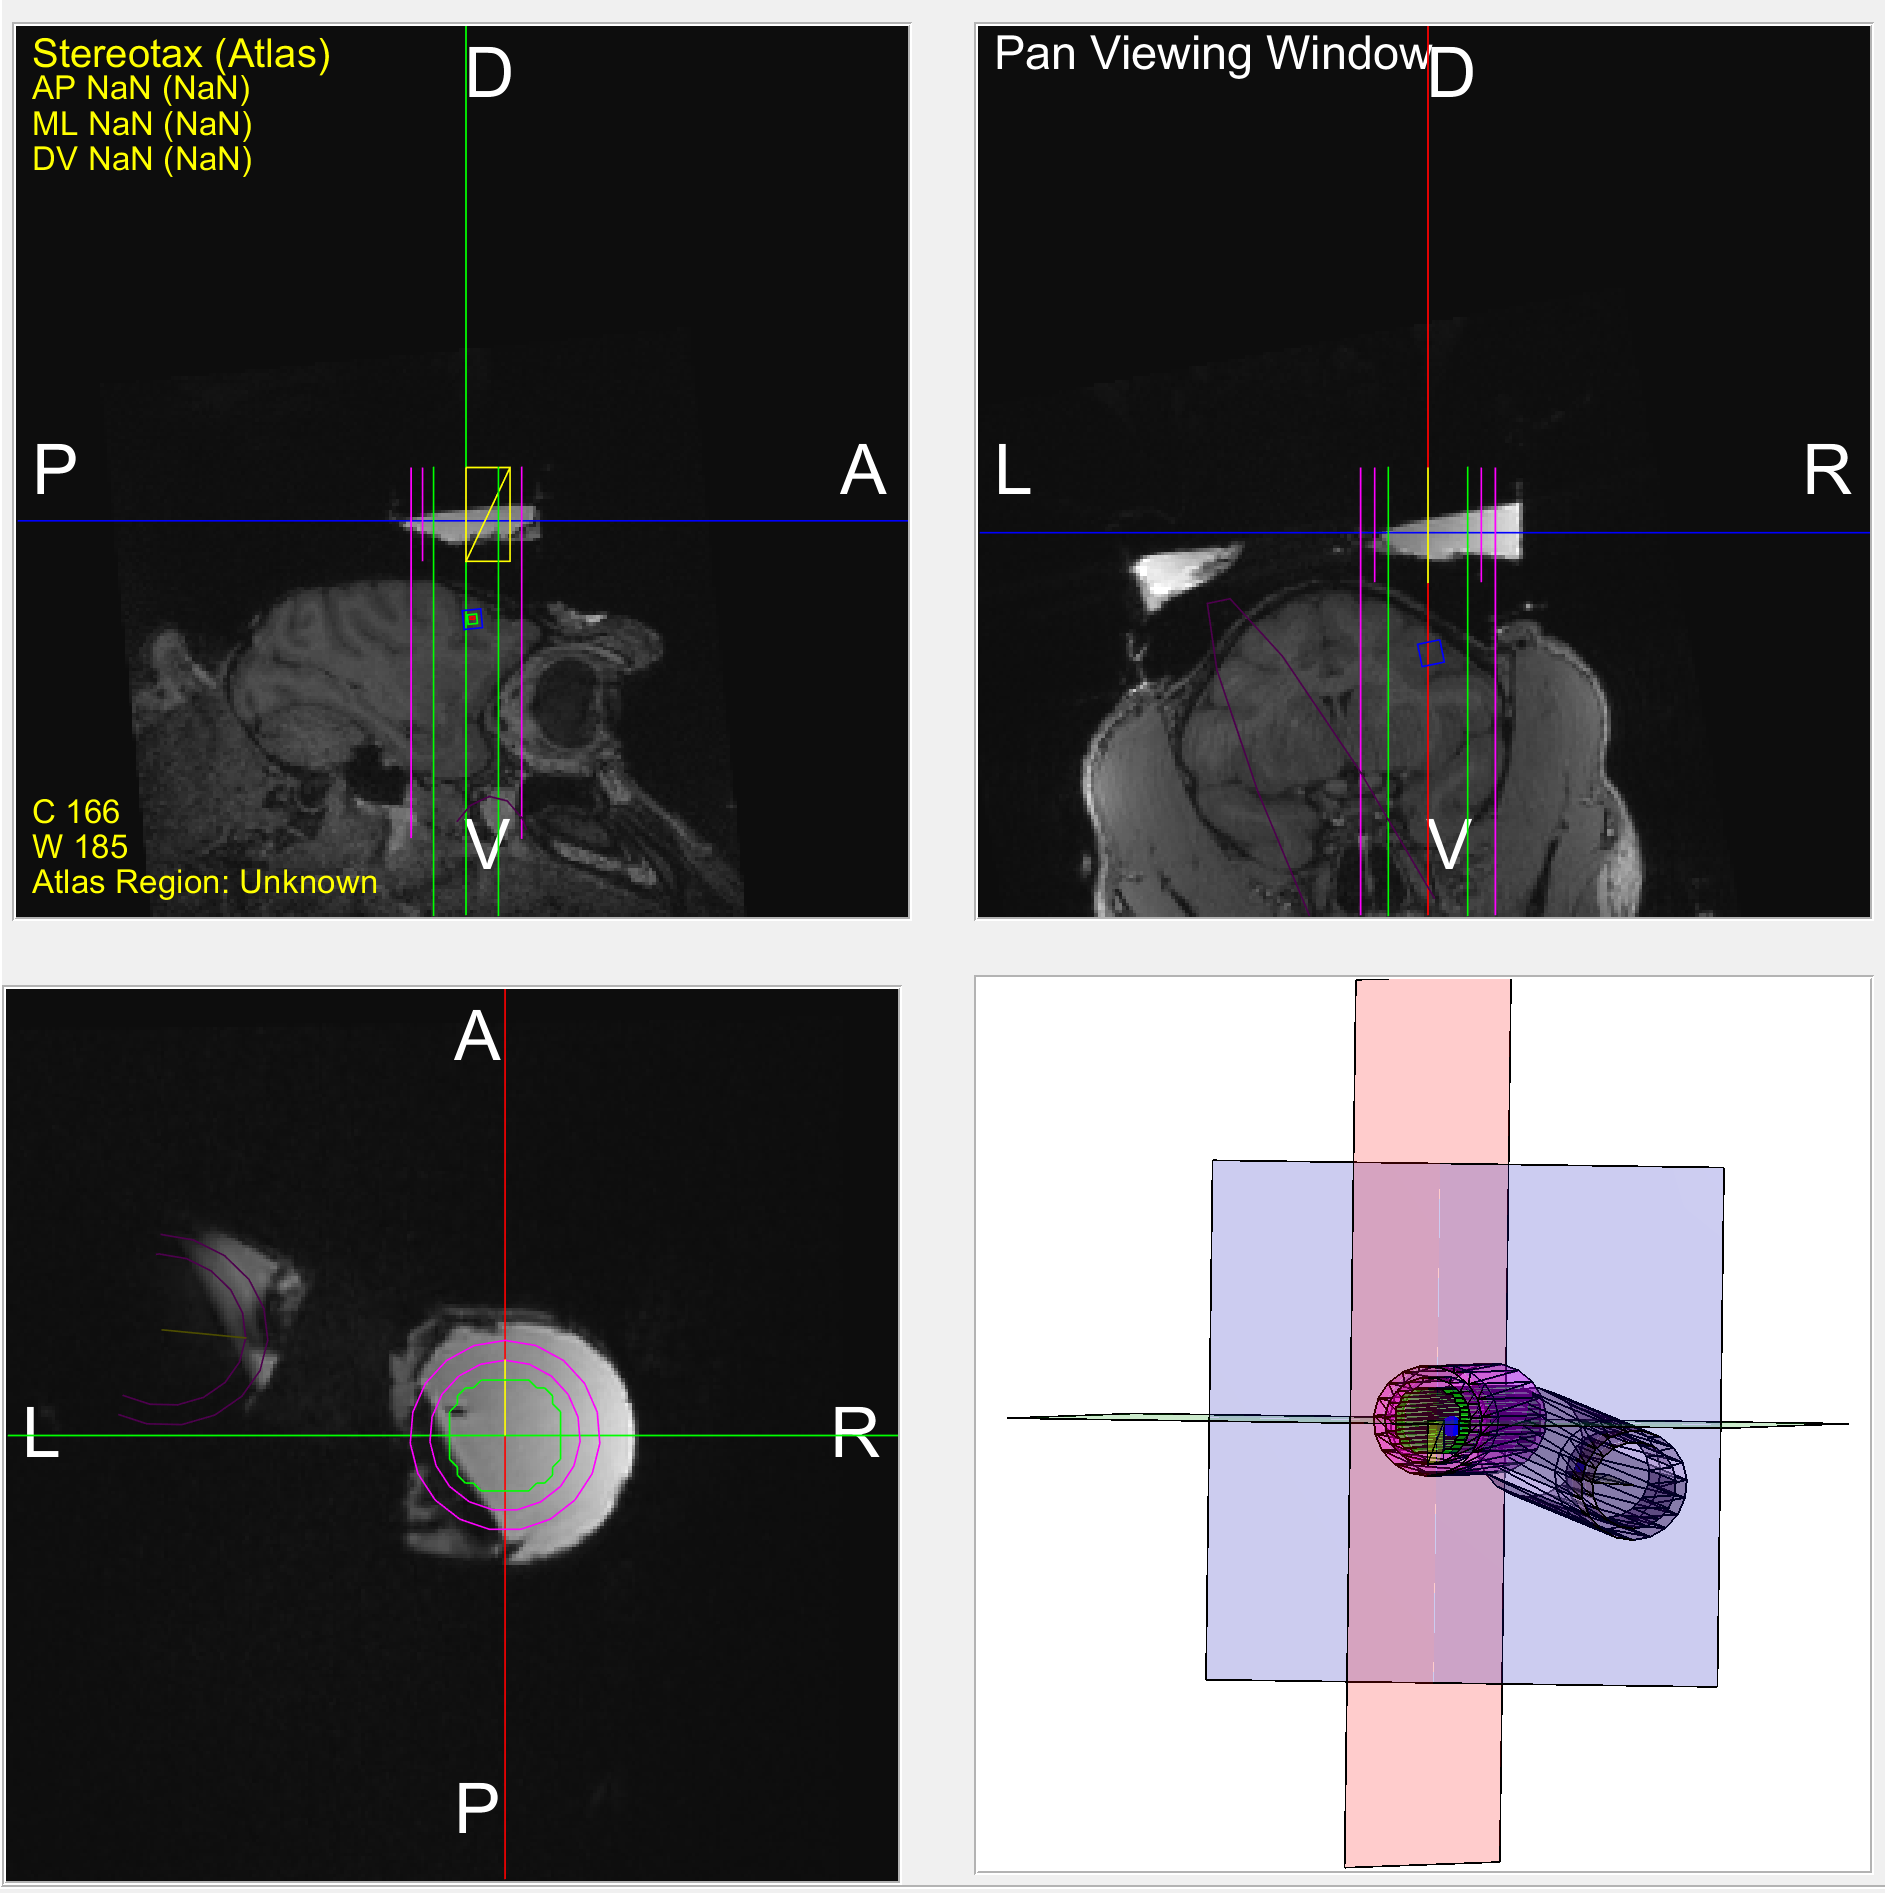 Stereotax (Atlas)
AP NaN (NaN)
ML NaN (NaN)
DV NaN (NaN)
D
P
A
C 166
W 185
Atlas Region: Unknown
V
Pan Viewing Window
D
L
R
V
A
L
R
P